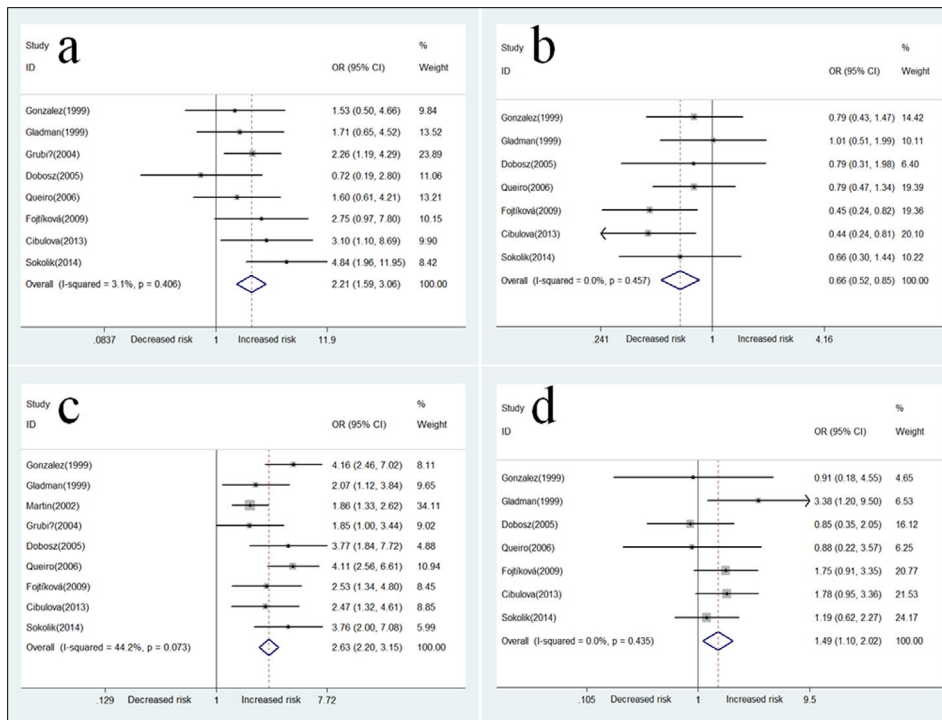 a
Study %
ID OR (95% CI) Weight
Gonzalez(1999) 1.53 (0.50, 4.66) 9.84
Gladman(1999) 1.71 (0.65, 4.52) 13.52
Grubi?(2004) 2.26 (1.19, 4.29) 23.89
Dobosz(2005) 0.72 (0.19, 2.80) 11.06
Queiro(2006) 1.60 (0.61, 4.21) 13.21
Fojtíková(2009) 2.75 (0.97, 7.80) 10.15
Cibulova(2013) 3.10 (1.10, 8.69) 9.90
Sokolik(2014) 4.84 (1.96, 11.95) 8.42
Overall (I-squared = 3.1%, p = 0.406) 2.21 (1.59, 3.06) 100.00
.0837 Decreased risk 1 Increased risk 11.9
b
Study %
ID OR (95% CI) Weight
Gonzalez(1999) 0.79 (0.43, 1.47) 14.42
Gladman(1999) 1.01 (0.51, 1.99) 10.11
Dobosz(2005) 0.79 (0.31, 1.98) 6.40
Queiro(2006) 0.79 (0.47, 1.34) 19.39
Fojtíková(2009) 0.45 (0.24, 0.82) 19.36
Cibulova(2013) 0.44 (0.24, 0.81) 20.10
Sokolik(2014) 0.66 (0.30, 1.44) 10.22
Overall (I-squared = 0.0%, p = 0.457) 0.66 (0.52, 0.85) 100.00
.241 Decreased risk 1 Increased risk 4.16
c
Study %
ID OR (95% CI) Weight
Gonzalez(1999) 4.16 (2.46, 7.02) 8.11
Gladman(1999) 2.07 (1.12, 3.84) 9.65
Martin(2002) 1.86 (1.33, 2.62) 34.11
Grubi?(2004) 1.85 (1.00, 3.44) 9.02
Dobosz(2005) 3.77 (1.84, 7.72) 4.88
Queiro(2006) 4.11 (2.56, 6.61) 10.94
Fojtíková(2009) 2.53 (1.34, 4.80) 8.45
Cibulova(2013) 2.47 (1.32, 4.61) 8.85
Sokolik(2014) 3.76 (2.00, 7.08) 5.99
Overall (I-squared = 44.2%, p = 0.073) 2.63 (2.20, 3.15) 100.00
.129 Decreased risk 1 Increased risk 7.72
d
Study %
ID OR (95% CI) Weight
Gonzalez(1999) 0.91 (0.18, 4.55) 4.65
Gladman(1999) 3.38 (1.20, 9.50) 6.53
Dobosz(2005) 0.85 (0.35, 2.05) 16.12
Queiro(2006) 0.88 (0.22, 3.57) 6.25
Fojtíková(2009) 1.75 (0.91, 3.35) 20.77
Cibulova(2013) 1.78 (0.95, 3.36) 21.53
Sokolik(2014) 1.19 (0.62, 2.27) 24.17
Overall (I-squared = 0.0%, p = 0.435) 1.49 (1.10, 2.02) 100.00
.105 Decreased risk 1 Increased risk 9.5